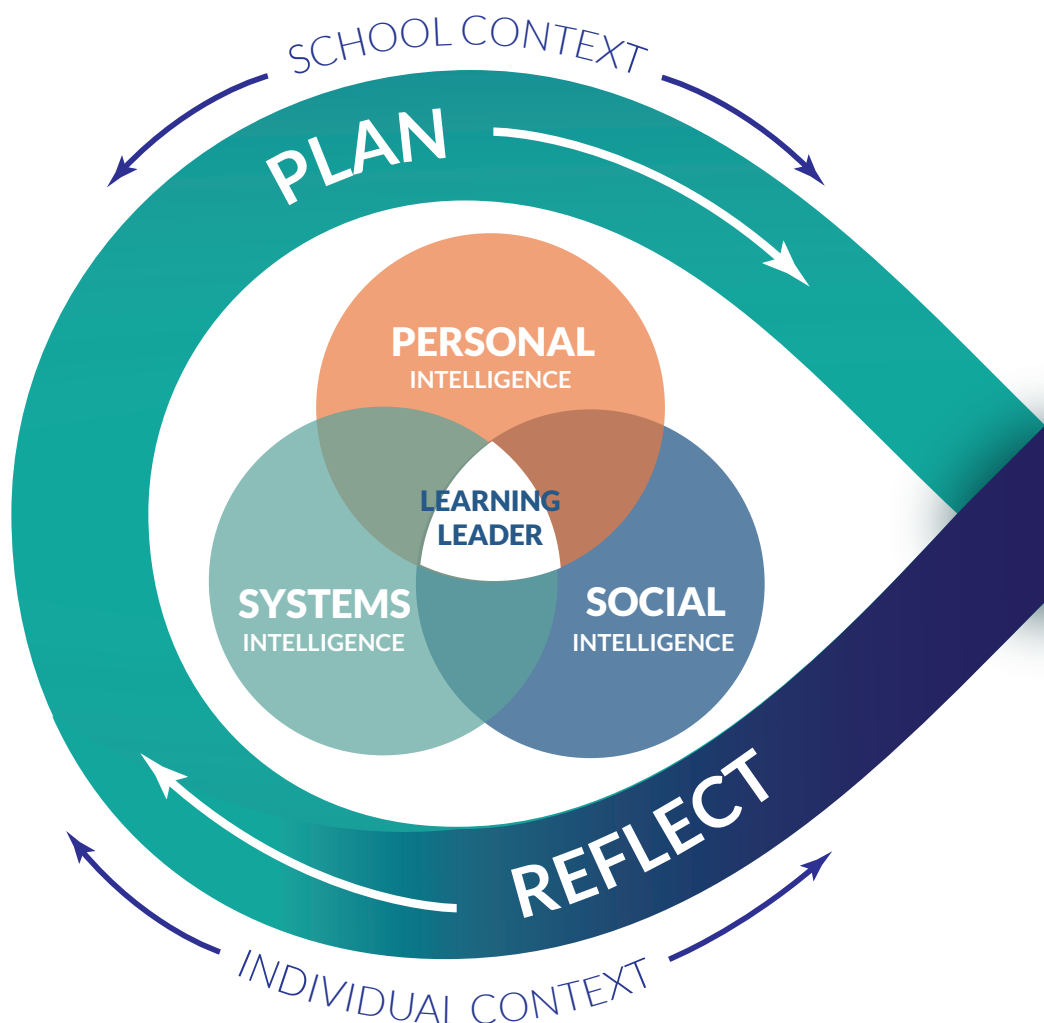 SCHOOL CONTEXT
PLAN
PERSONAL
INTELLIGENCE
LEARNING
LEADER
SYSTEMS
INTELLIGENCE
SOCIAL
INTELLIGENCE
REFLECT
INDIVIDUAL CONTEXT